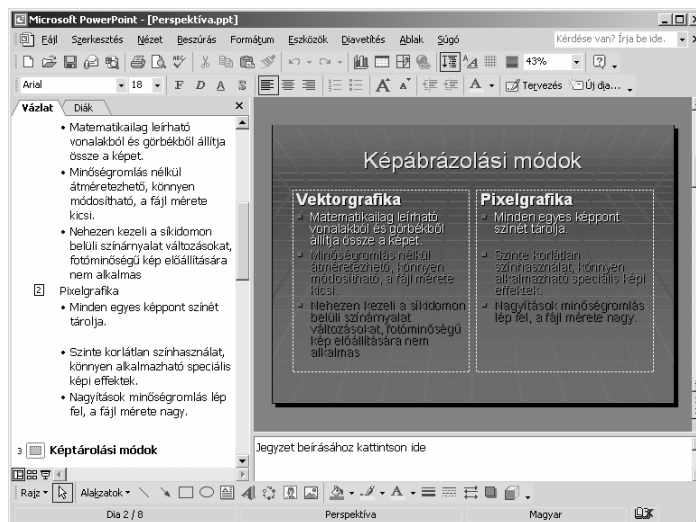 Microsoft PowerPoint - [Perspektíva.ppt]
Fájl Szerkesztés Nézet Beszúrás Formátum Eszközök Diavetítés Ablak Súgó Kérdése van? Írja be ide.
43%
Arial 18 F D A S Tervezés Új dia...
Vázlat Diák
• Matematikailag leírható
vonalakból és görbékből állítja
össze a képet.
• Minőségromlás nélkül
átméretezhető, könnyen
módosítható, a fájl mérete
kicsi.
• Nehezen kezeli a síkidomon
belüli színárnyalat változásokat,
fotóminőségű kép előállítására
nem alkalmas
2 Pixelgrafika
• Minden egyes képpont színét
tárolja.
• Szinte korlátlan színhasználat,
könnyen alkalmazható speciális
képi effektek.
• Nagyítások minőségromlás lép
fel, a fájl mérete nagy.
3 Képtárolási módok
Képábrázolási módok
Vektorgrafika
Matematikailag leírható
vonalakból és görbékből
állítja össze a képet.
Minőségromlás nélkül
átméretezhető, könnyen
módosítható, a fájl mérete
kicsi.
Nehezen kezeli a síkidomon
belüli színárnyalat
változásokat, fotóminőségű
kép előállítására nem
alkalmas
Pixelgrafika
Minden egyes képpont
színét tárolja.
Szinte korlátlan
színhasználat, könnyen
alkalmazható speciális képi
effektek.
Nagyítások minőségromlás
lép fel, a fájl mérete nagy.
Jegyzet beírásához kattintson ide
Rajz Alakzatok
Dia 2 / 8 Perspektíva Magyar